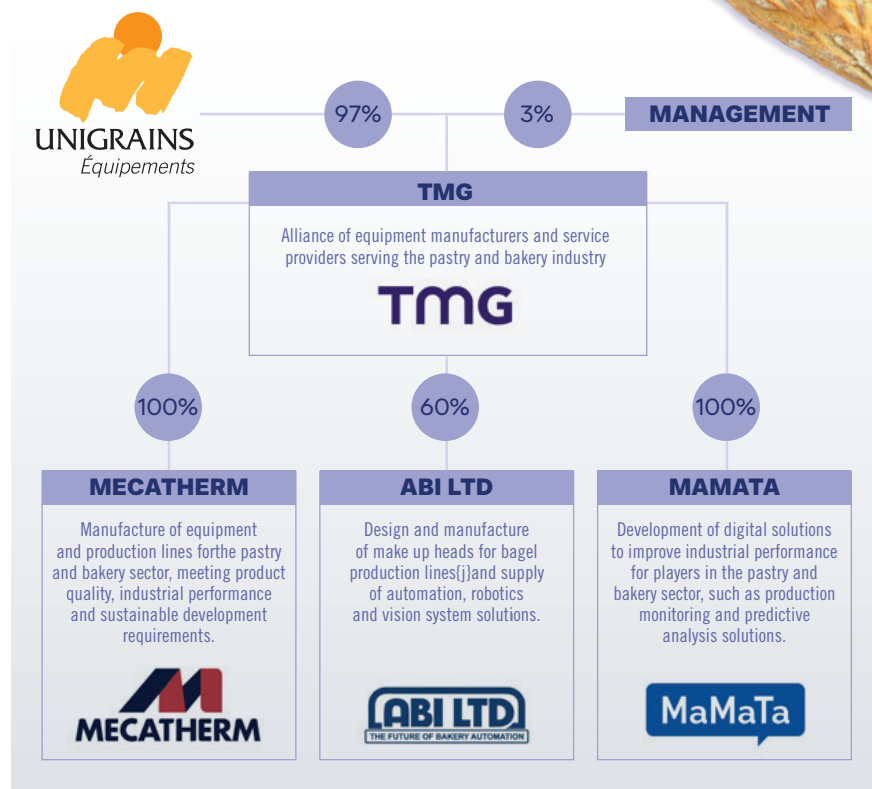 UNIGRAINS
Équipements
97%
3%
MANAGEMENT
TMG
Alliance of equipment manufacturers and service
providers serving the pastry and bakery industry
TMG
100%
60%
100%
MECATHERM
Manufacture of equipment
and production lines forthe pastry
and bakery sector, meeting product
quality, industrial performance
and sustainable development
requirements.
MECATHERM
ABI LTD
Design and manufacture
of make up heads for bagel
production lines(j)and supply
of automation, robotics
and vision system solutions.
ABI LTD
THE FUTURE OF BAKERY AUTOMATION
MAMATA
Development of digital solutions
to improve industrial performance
for players in the pastry and
bakery sector, such as production
monitoring and predictive
analysis solutions.
MaMaTa